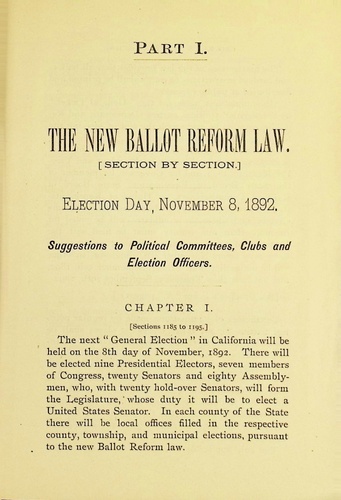 PART I.
THE NEW BALLOT REFORM LAW.
[SECTION BY SECTION.]
ELECTION DAY, NOVEMBER 8, 1892.
Suggestions to Political Committees, Clubs and
Election Officers.
CHAPTER I.
[Sections 1185 to 1195.]
The next "General Election" in California will be
held on the 8th day of November, 1892. There will
be elected nine Presidential Electors, seven members
of Congress, twenty Senators and eighty Assembly-
men, who, with twenty hold-over Senators, will form
the Legislature, whose duty it will be to elect a
United States Senator. In each county of the State
there will be local offices filled in the respective
county, township, and municipal elections, pursuant
to the new Ballot Reform law.